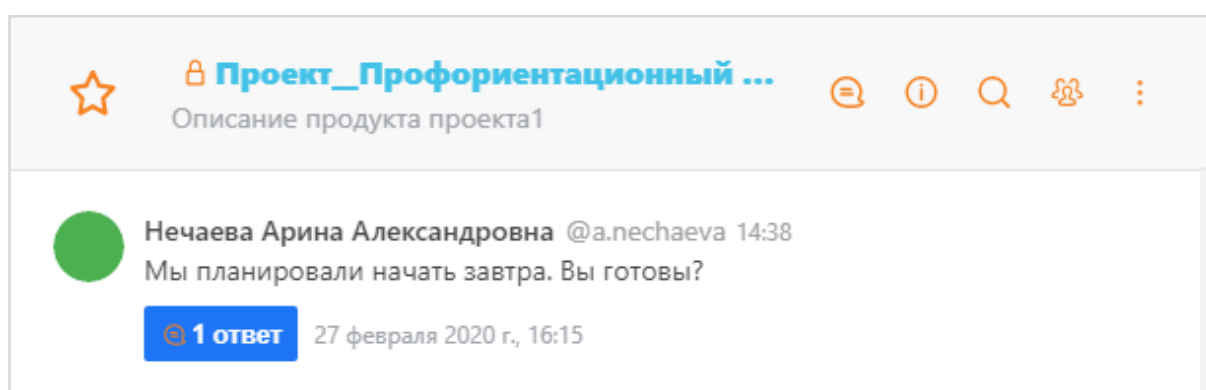 Проект__Профориентационный ...
Описание продукта проекта1
Нечаева Арина Александровна @a.nechaeva 14:38
Мы планировали начать завтра. Вы готовы?
1 ответ 27 февраля 2020 г., 16:15